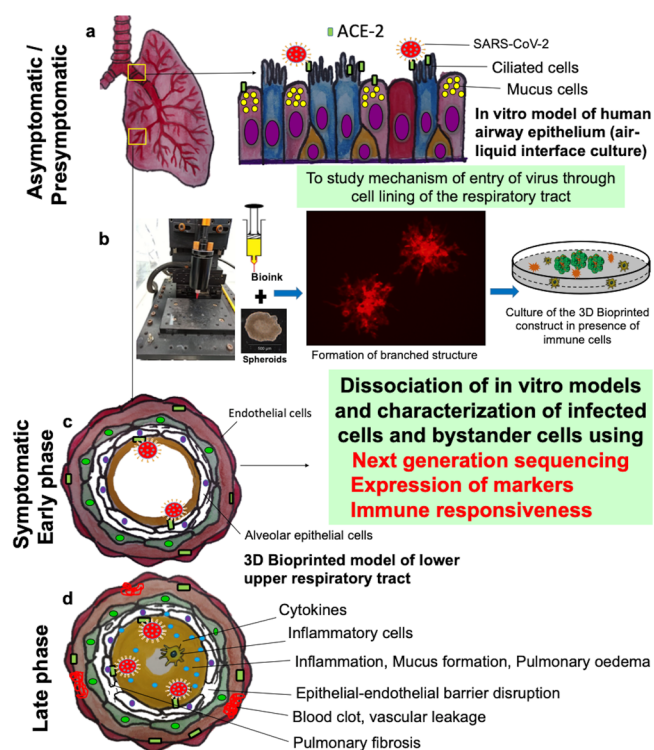 Asymptomatic /
Presymptomatic
a
ACE-2
SARS-CoV-2
Ciliated cells
Mucus cells
In vitro model of human
airway epithelium (air-
liquid interface culture)
To study mechanism of entry of virus through
cell lining of the respiratory tract
b
Bioink
+
Spheroids
Formation of branched structure
Culture of the 3D Bioprinted
construct in presence of
immune cells
Symptomatic
Early phase
c
Endothelial cells
Alveolar epithelial cells
3D Bioprinted model of lower
upper respiratory tract
Dissociation of in vitro models
and characterization of infected
cells and bystander cells using
Next generation sequencing
Expression of markers
Immune responsiveness
Late phase
d
Cytokines
Inflammatory cells
Inflammation, Mucus formation, Pulmonary oedema
Epithelial-endothelial barrier disruption
Blood clot, vascular leakage
Pulmonary fibrosis